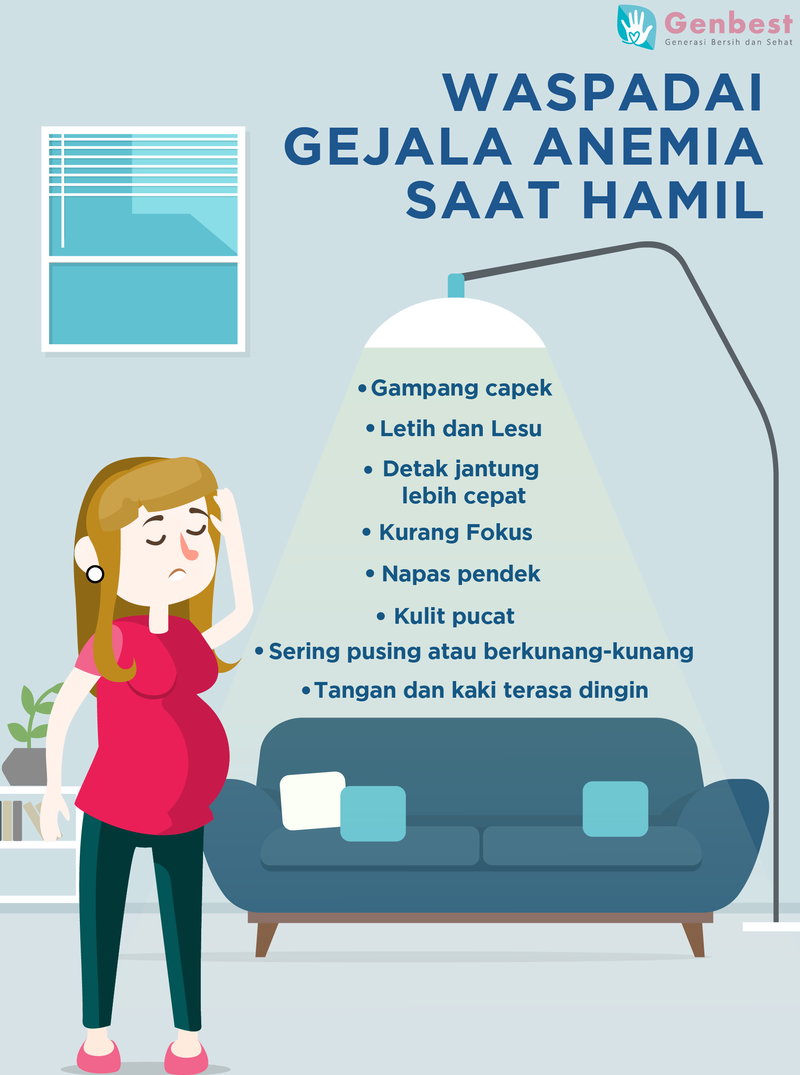 Genbest
Generasi Bersih dan Sehat
WASPADAI
GEJALA ANEMIA
SAAT HAMIL
• Gampang capek
• Letih dan Lesu
• Detak jantung
lebih cepat
• Kurang Fokus
• Napas pendek
• Kulit pucat
• Sering pusing atau berkunang-kunang
• Tangan dan kaki terasa dingin